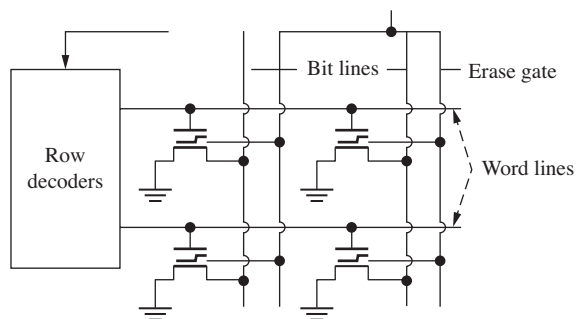 Bit lines
Erase gate
Row
decoders
Word lines